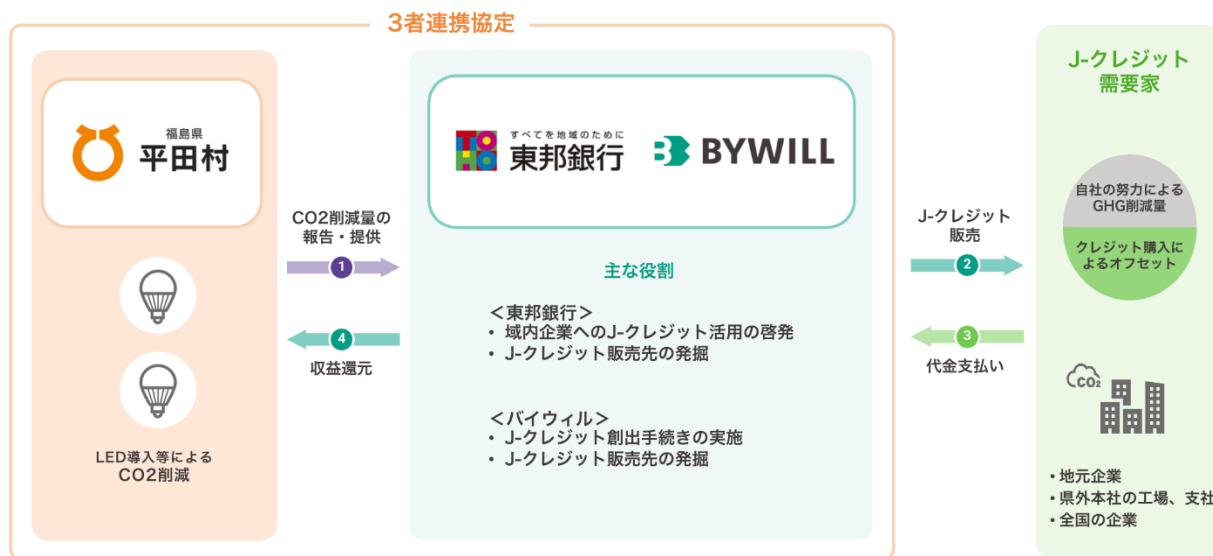 3者連携協定
福島県
平田村
LED導入等による
CO2削減
CO2削減量の
報告・提供
1
4
収益還元
TOHO
すべてを地域のために
東邦銀行
BYWILL
主な役割
＜東邦銀行＞
・ 域内企業へのJ-クレジット活用の啓発
・ J-クレジット販売先の発掘
＜バイウィル＞
・ J-クレジット創出手続きの実施
・ J-クレジット販売先の発掘
J-クレジット
販売
2
3
代金支払い
J-クレジット
需要家
自社の努力による
GHG削減量
クレジット購入に
よるオフセット
CO2
・地元企業
・県外本社の工場、支社
・全国の企業